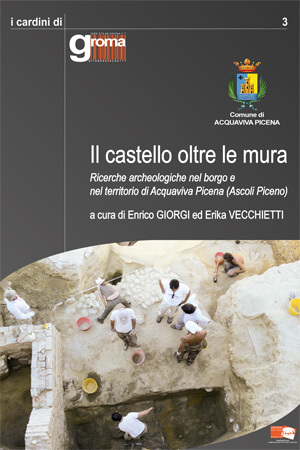 i cardini di
groma
3
Comune di
ACQUAVIVA PICENA
Il castello oltre le mura
Ricerche archeologiche nel borgo e
nel territorio di Acquaviva Picena (Ascoli Piceno)
a cura di Enrico GIORGI ed Erika VECCHIETTI